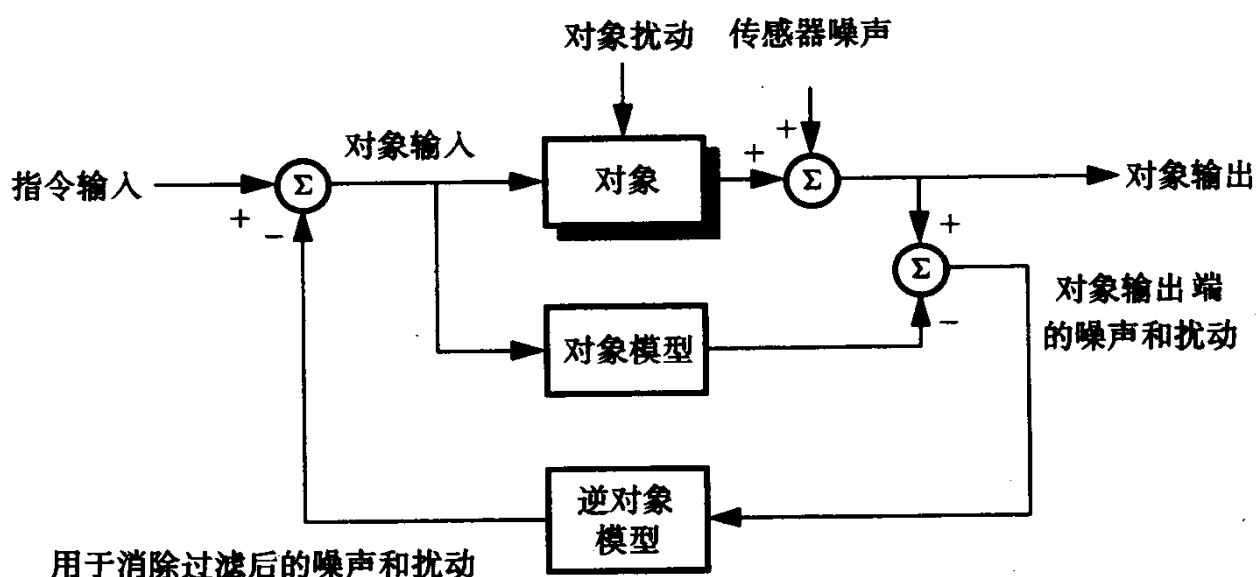 对象扰动 传感器噪声
+
对象输入
+
对象
Σ
指令输入
Σ
对象输出
+
−
+
Σ
对象输出端
的噪声和扰动
−
对象模型
逆对象
模型
用于消除过滤后的噪声和扰动